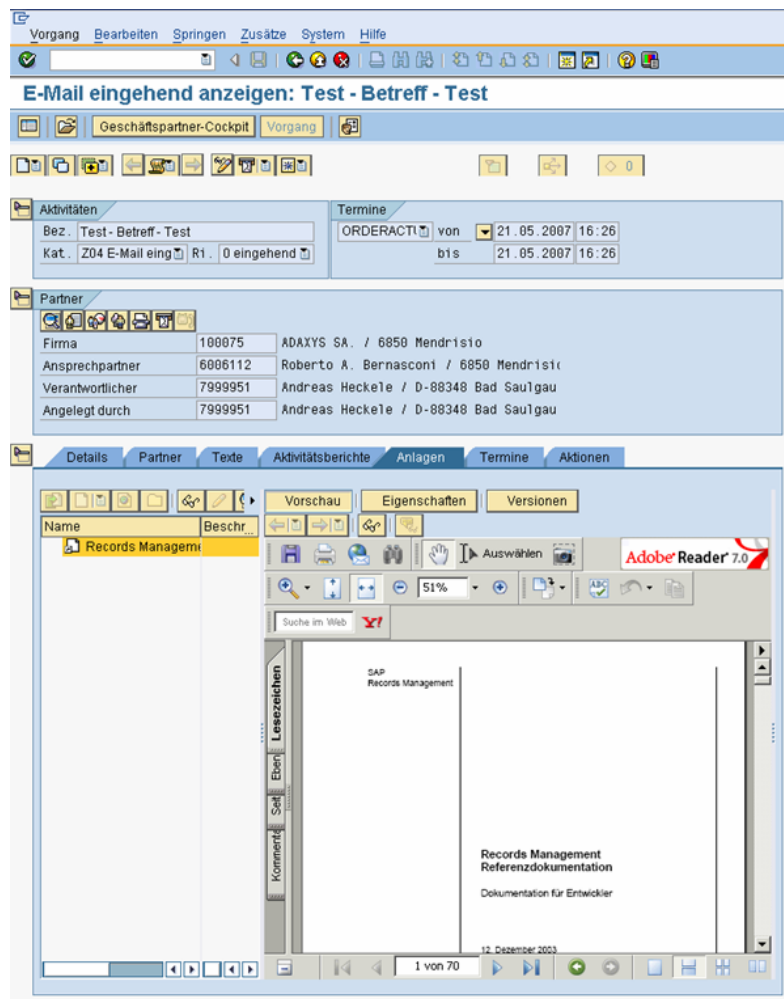 Vorgang Bearbeiten Springen Zusätze System Hilfe
E-Mail eingehend anzeigen: Test - Betreff - Test
Geschäftspartner-Cockpit Vorgang
0
Aktivitäten
Bez. Test - Betreff - Test
Kat. Z04 E-Mail eing Ri. 0 eingehend
Termine
ORDERACTU von 21.05.2007 16:26
bis 21.05.2007 16:26
Partner
Firma 100075 ADAXYS SA. / 6850 Mendrisio
Ansprechpartner 6006112 Roberto A. Bernasconi / 6850 Mendrisi
Verantwortlicher 7999951 Andreas Heckele / D-88348 Bad Saulgau
Angelegt durch 7999951 Andreas Heckele / D-88348 Bad Saulgau
Details Partner Texte Aktivitätsberichte Anlagen Termine Aktionen
Vorschau Eigenschaften Versionen
Name Beschr...
Records Manageme
Auswählen Adobe Reader 7.0
51%
Suche im Web Y!
Lesezeichen
Eben
Seit
Kommenta
SAP
Records Management
Records Management
Referenzdokumentation
Dokumentation für Entwickler
12. Dezember 2003
1 von 70